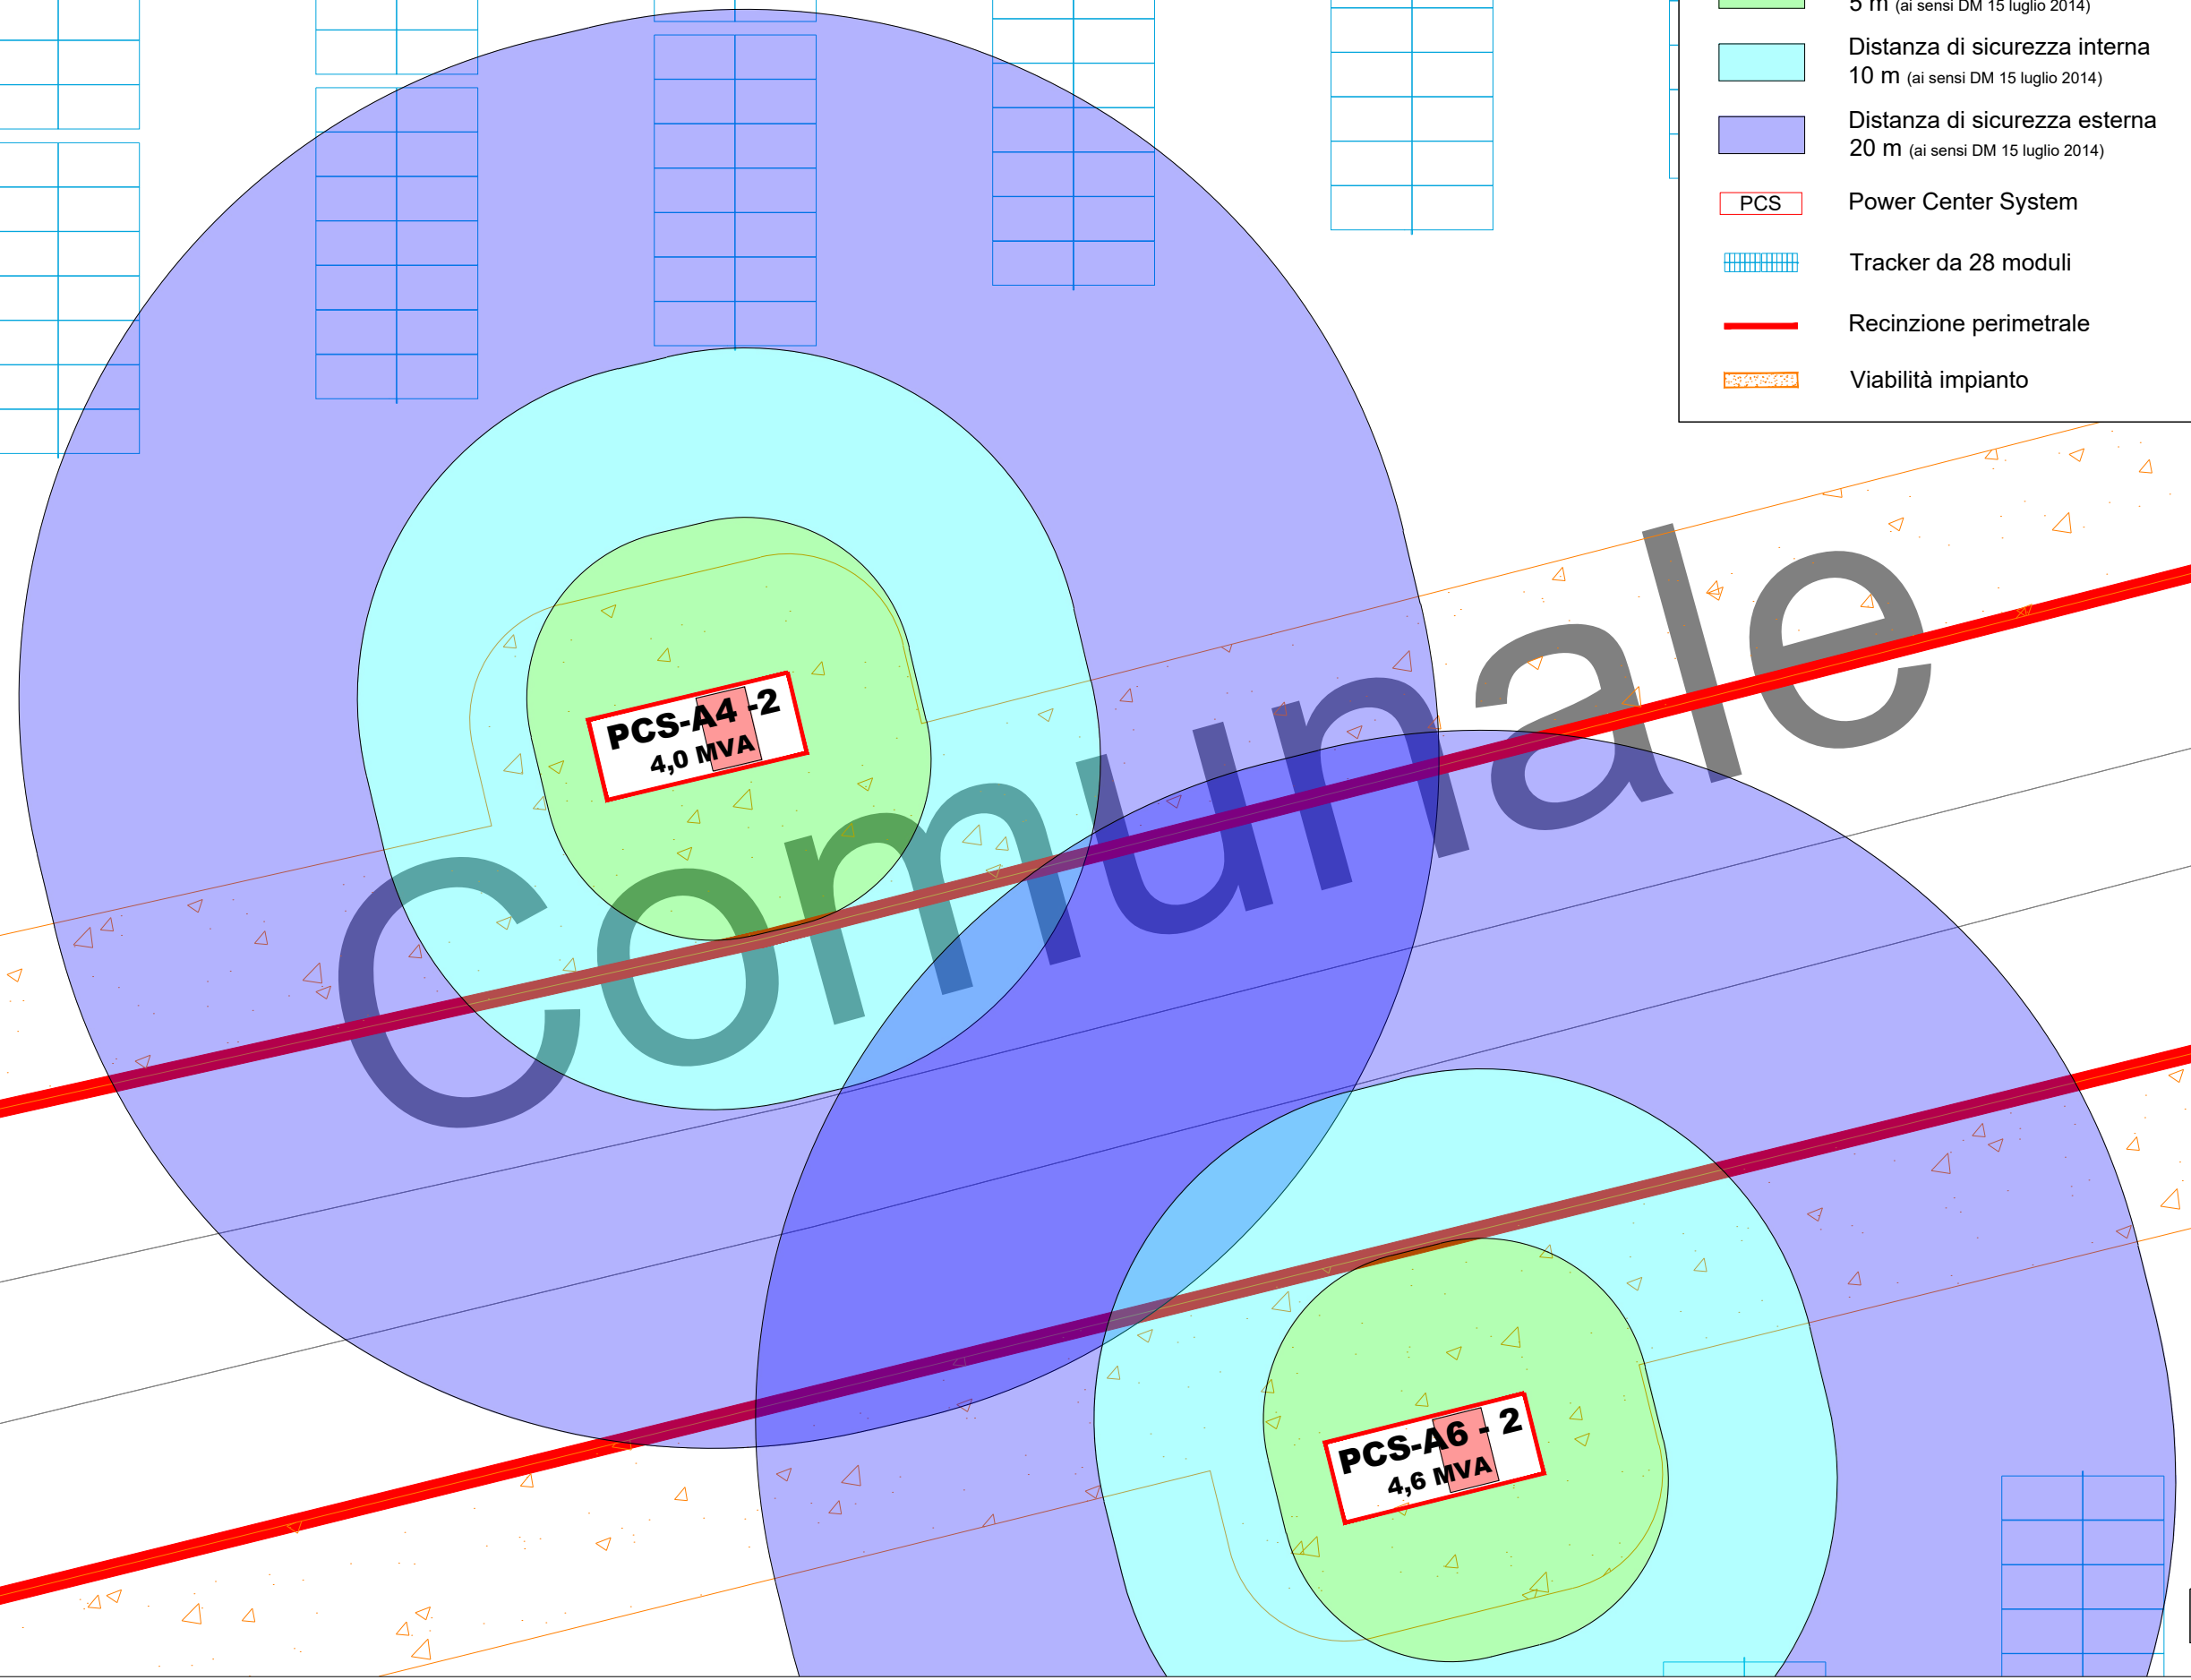 5 m (ai sensi DM 15 luglio 2014)
Distanza di sicurezza interna
10 m (ai sensi DM 15 luglio 2014)
Distanza di sicurezza esterna
20 m (ai sensi DM 15 luglio 2014)
PCS Power Center System
Tracker da 28 moduli
Recinzione perimetrale
Viabilità impianto
PCS-A4 -2
4,0 MVA
Comunale
PCS-A6 - 2
4,6 MVA